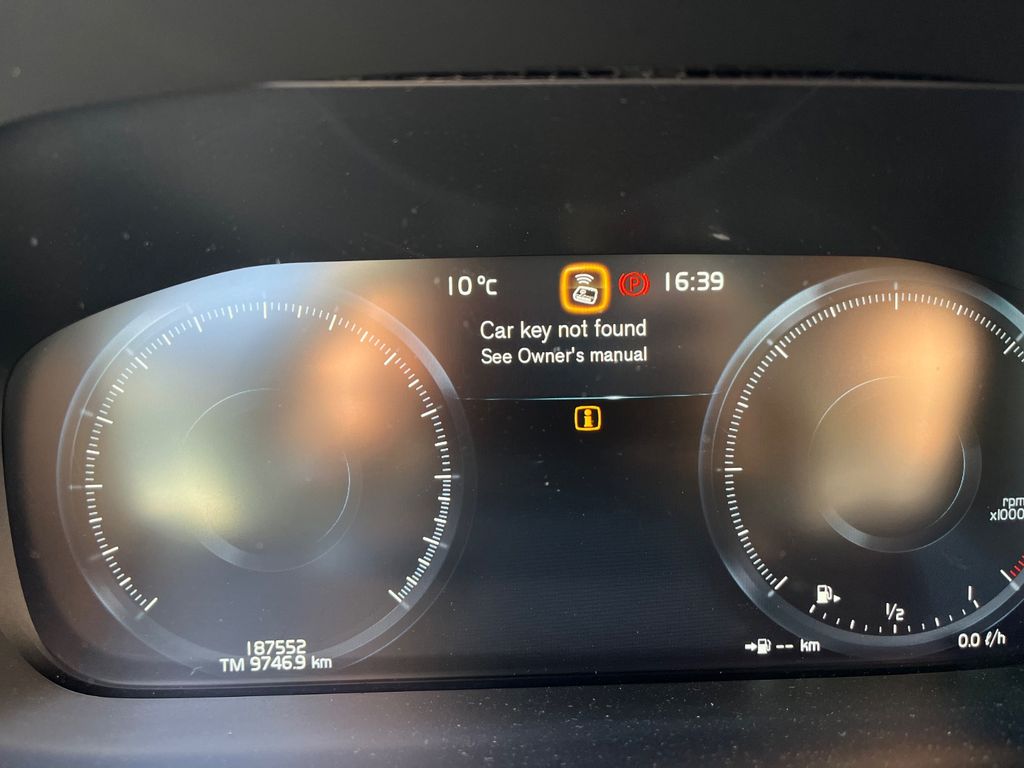 10°C
16:39
Car key not found
See Owner's manual
rpm
x1000
1/2
1
187552
TM 9746.9 km
-- km
0.0 ℓ/h